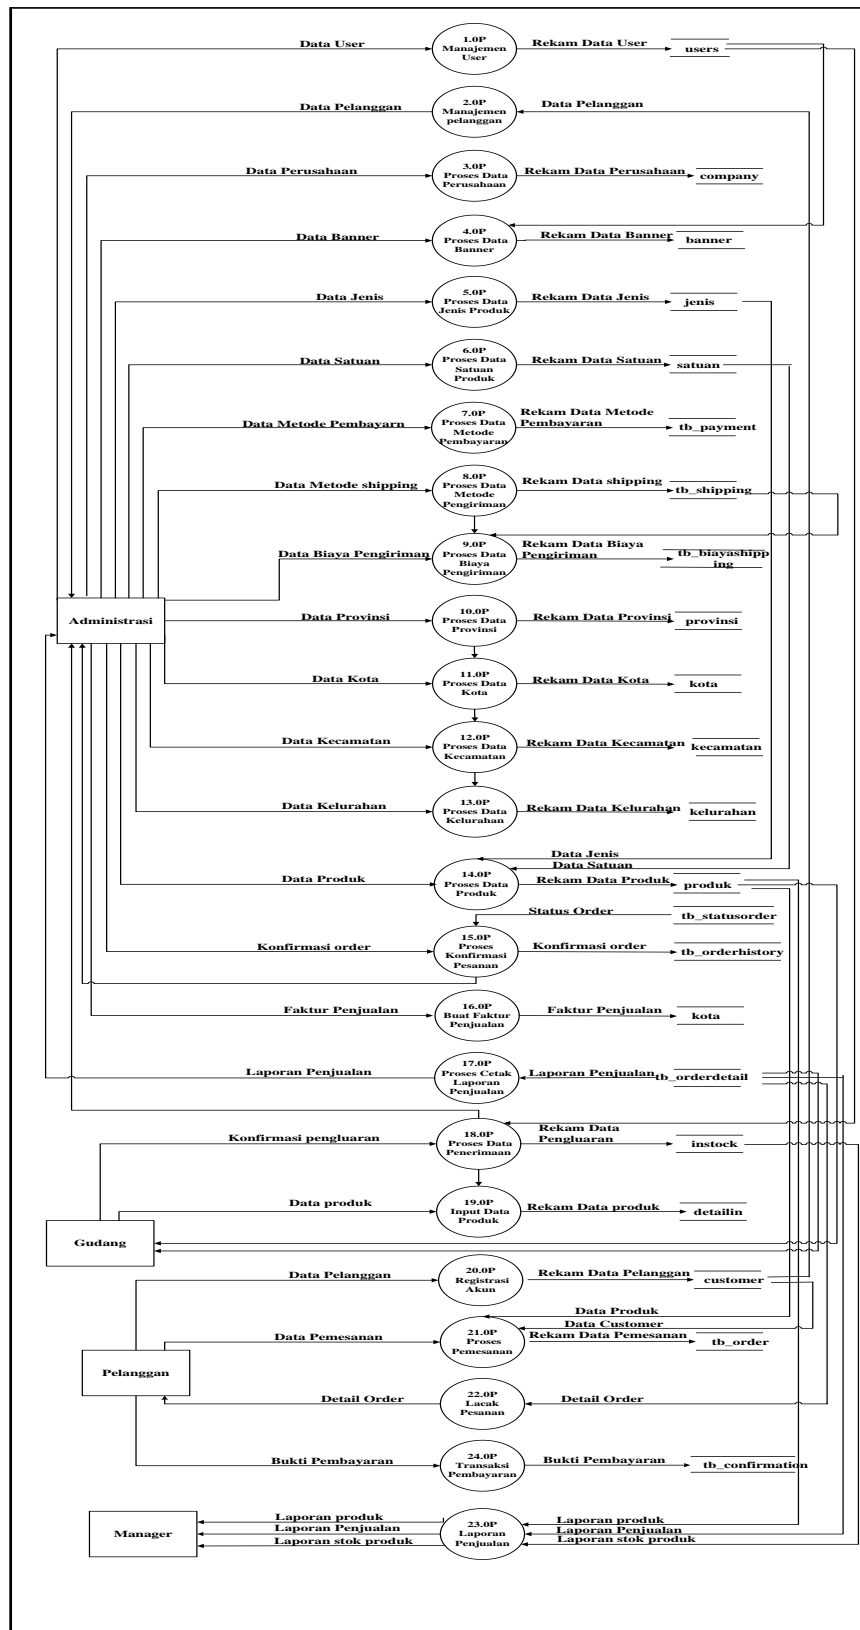 Data User
1.0P
Manajemen
User
Rekam Data User
users
Data Pelanggan
2.0P
Manajemen
pelanggan
Data Pelanggan
Data Perusahaan
3.0P
Proses Data
Perusahaan
Rekam Data Perusahaan
company
Data Banner
4.0P
Proses Data
Banner
Rekam Data Banner
banner
Data Jenis
5.0P
Proses Data
Jenis Produk
Rekam Data Jenis
jenis
Data Satuan
6.0P
Proses Data
Satuan
Produk
Rekam Data Satuan
satuan
Data Metode Pembayarn
7.0P
Proses Data
Metode
Pembayaran
Rekam Data Metode
Pembayaran
tb_payment
Data Metode shipping
8.0P
Proses Data
Metode
Pengiriman
Rekam Data shipping
tb_shipping
Data Biaya Pengiriman
9.0P
Proses Data
Biaya
Pengiriman
Rekam Data Biaya
Pengiriman
tb_biayashipp
ing
Administrasi
Data Provinsi
10.0P
Proses Data
Provinsi
Rekam Data Provinsi
provinsi
Data Kota
11.0P
Proses Data
Kota
Rekam Data Kota
kota
Data Kecamatan
12.0P
Proses Data
Kecamatan
Rekam Data Kecamatan
kecamatan
Data Kelurahan
13.0P
Proses Data
Kelurahan
Rekam Data Kelurahan
kelurahan
Data Jenis
Data Satuan
Data Produk
14.0P
Proses Data
Produk
Rekam Data Produk
produk
Status Order
tb_statusorder
Konfirmasi order
15.0P
Proses
Konfirmasi
Pesanan
Konfirmasi order
tb_orderhistory
Faktur Penjualan
16.0P
Buat Faktur
Penjualan
Faktur Penjualan
kota
Laporan Penjualan
17.0P
Proses Cetak
Laporan
Penjualan
Laporan Penjualan
tb_orderdetail
Konfirmasi pengluaran
18.0P
Proses Data
Penerimaan
Rekam Data
Pengluaran
instock
Data produk
19.0P
Input Data
Produk
Rekam Data produk
detailin
Gudang
Data Pelanggan
20.0P
Registrasi
Akun
Rekam Data Pelanggan
customer
Data Produk
Data Customer
Data Pemesanan
21.0P
Proses
Pemesanan
Rekam Data Pemesanan
tb_order
Pelanggan
Detail Order
22.0P
Lacak
Pesanan
Detail Order
Bukti Pembayaran
24.0P
Transaksi
Pembayaran
Bukti Pembayaran
tb_confirmation
Manager
Laporan produk
Laporan Penjualan
Laporan stok produk
23.0P
Laporan
Penjualan
Laporan produk
Laporan Penjualan
Laporan stok produk